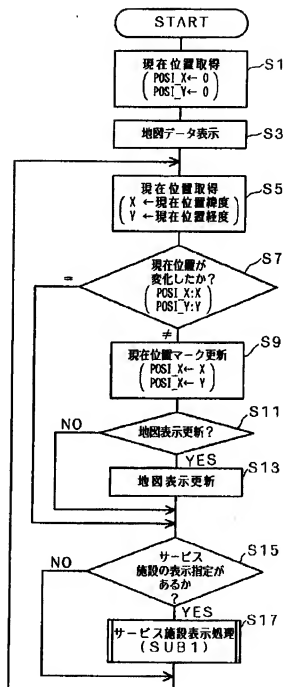 START
現在位置取得
POSI_X← 0
POSI_Y← 0
S1
地図データ表示
S3
現在位置取得
X ←現在位置緯度
Y ←現在位置経度
S5
現在位置が
変化したか?
POSI_X:X
POSI_Y:Y
S7
=
≠
現在位置マーク更新
POSI_X← X
POSI_X← Y
S9
地図表示更新?
S11
NO
YES
地図表示更新
S13
サービス
施設の表示指定が
あるか
?
S15
NO
YES
サービス施設表示処理
(SUB1)
S17